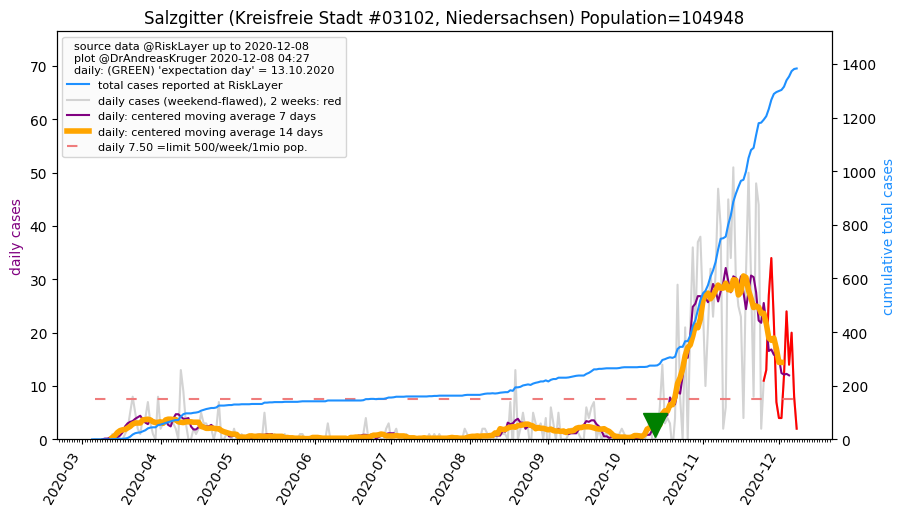 Salzgitter (Kreisfreie Stadt #03102, Niedersachsen) Population=104948
source data @RiskLayer up to 2020-12-08
plot @DrAndreasKruger 2020-12-08 04:27
daily: (GREEN) 'expectation day' = 13.10.2020
total cases reported at RiskLayer
daily cases (weekend-flawed), 2 weeks: red
daily: centered moving average 7 days
daily: centered moving average 14 days
daily 7.50 =limit 500/week/1mio pop.
daily cases
70
60
50
40
30
20
10
0
cumulative total cases
1400
1200
1000
800
600
400
200
0
2020-03
2020-04
2020-05
2020-06
2020-07
2020-08
2020-09
2020-10
2020-11
2020-12